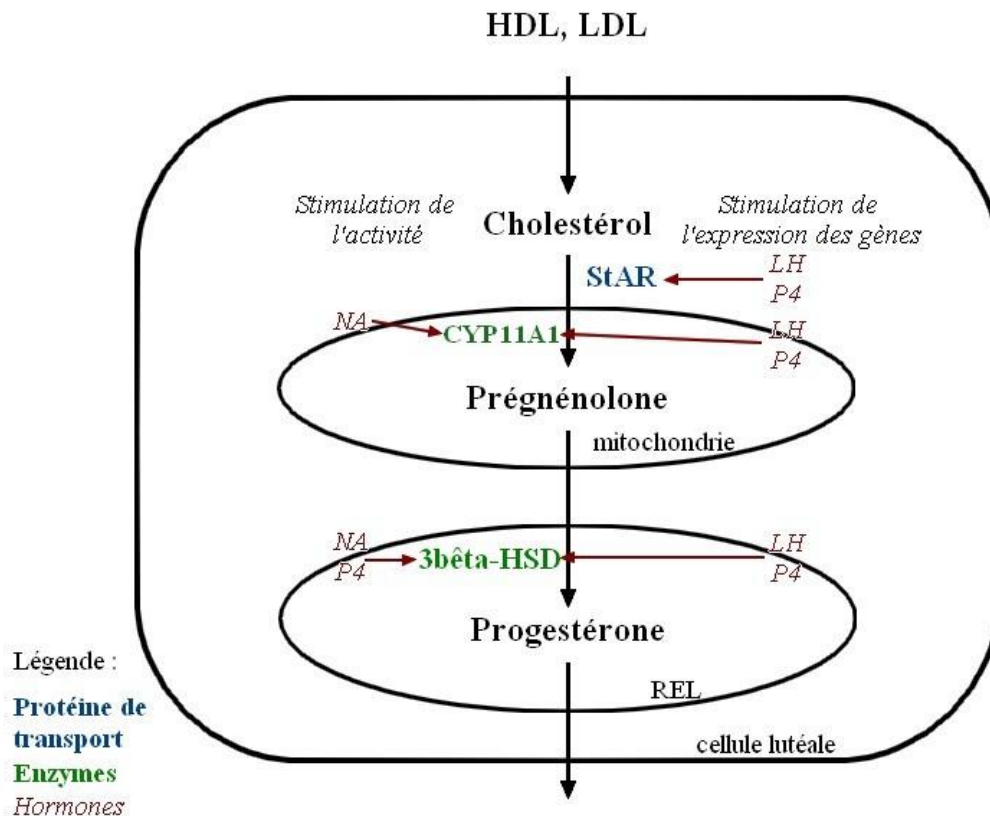 HDL, LDL
Stimulation de
l'activité
Cholestérol
Stimulation de
l'expression des gènes
StAR
LH
P4
NA
CYP11A1
LH
P4
Prégnénolone
mitochondrie
NA
P4
3bêta-HSD
LH
P4
Progestérone
REL
cellule lutéale
Légende :
Protéine de
transport
Enzymes
Hormones